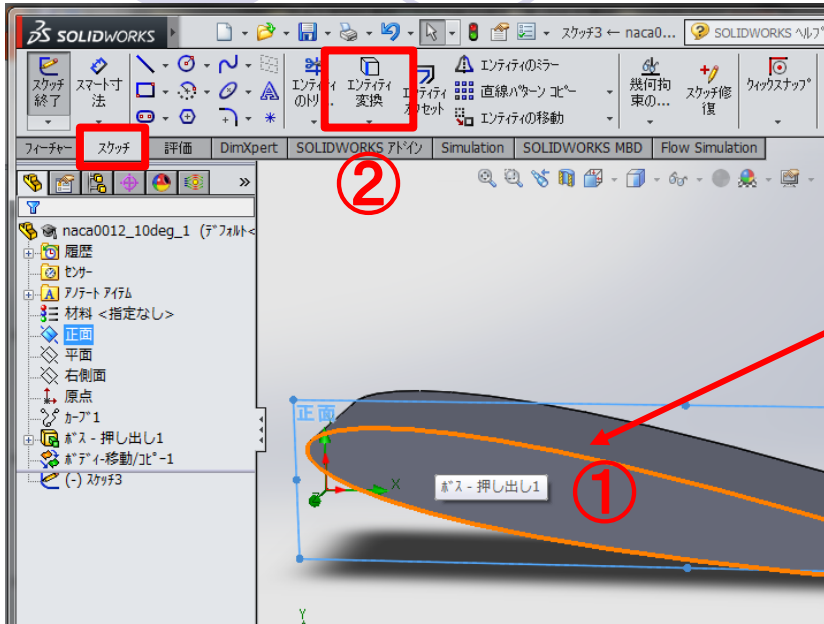 SOLIDWORKS
スケッチ3 ← naca0...
SOLIDWORKS ヘルプ
スケッチ終了
スマート寸法
エンティティのトリ...
エンティティ変換
エンティティオフセット
エンティティのミラー
直線パターン コピー
エンティティの移動
幾何拘束の...
スケッチ修復
クイックスナップ
フィーチャー
スケッチ
評価
DimXpert
SOLIDWORKS アドイン
Simulation
SOLIDWORKS MBD
Flow Simulation
②
naca0012_10deg_1 (デフォルト<
履歴
センサー
アノテート アイテム
材料 <指定なし>
正面
平面
右側面
原点
カーブ1
ボス - 押し出し1
ボディ-移動/コピー1
(-) スケッチ3
正面
X
ボス - 押し出し1
①
Y